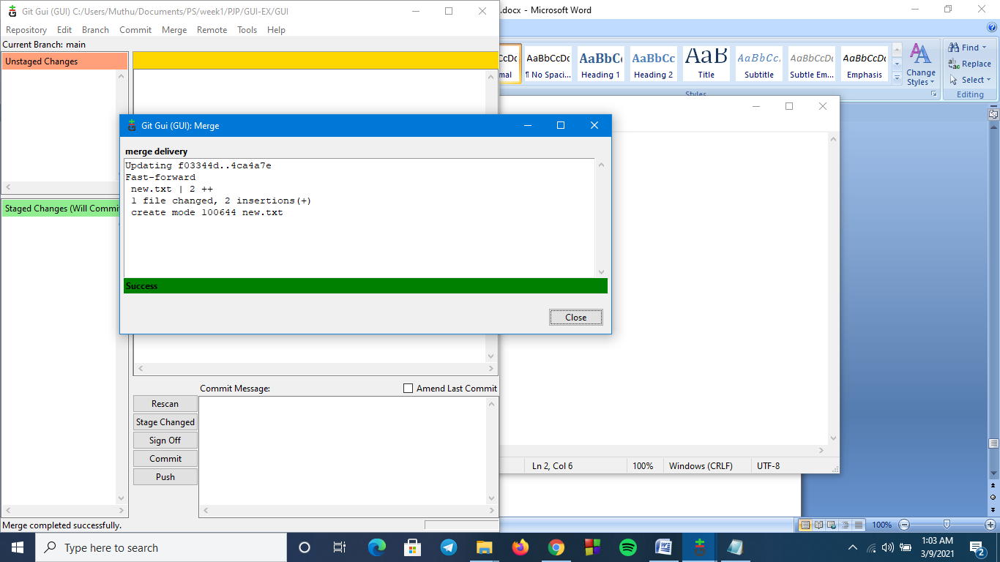 Git Gui (GUI) C:/Users/Muthu/Documents/PS/week1/PJP/GUI-EX/GUI
Repository Edit Branch Commit Merge Remote Tools Help
Current Branch: main
Unstaged Changes
Staged Changes (Will Commit
.docx - Microsoft Word
AaBbCcDc AaBbCc AaBbCc AaB AaBbCc. AaBbCcDc AaBbCcDc
mal ¶ No Spaci... Heading 1 Heading 2 Title Subtitle Subtle Em... Emphasis
Change
Styles
Find
Replace
Select
Styles
Editing
Git Gui (GUI): Merge
merge delivery
Updating f03344d..4ca4a7e
Fast-forward
new.txt | 2 ++
1 file changed, 2 insertions(+)
create mode 100644 new.txt
Success
Close
Commit Message:
Amend Last Commit
Rescan
Stage Changed
Sign Off
Commit
Push
Merge completed successfully.
Ln 2, Col 6 100% Windows (CRLF) UTF-8
100%
Type here to search
1:03 AM
3/9/2021
2